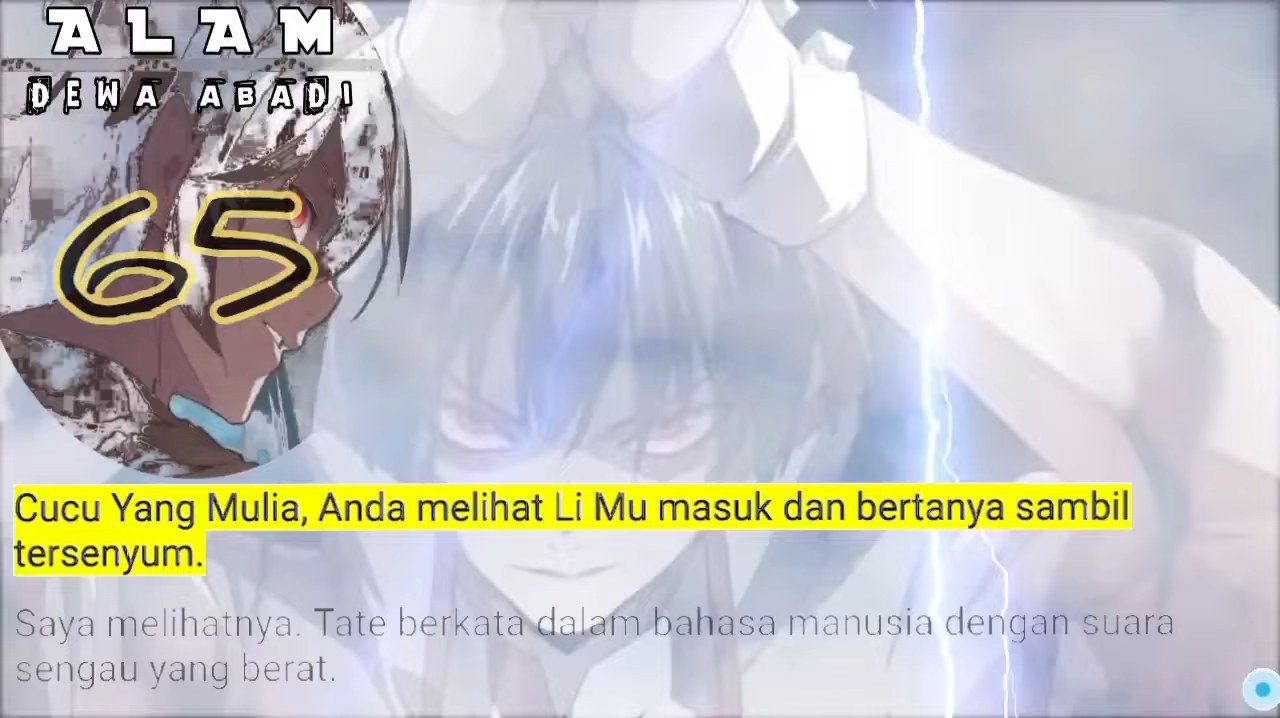 ALAM
DEWA ABADI
65
Cucu Yang Mulia, Anda melihat Li Mu masuk dan bertanya sambil
tersenyum.
Saya melihatnya. Tate berkata dalam bahasa manusia dengan suara
sengau yang berat.